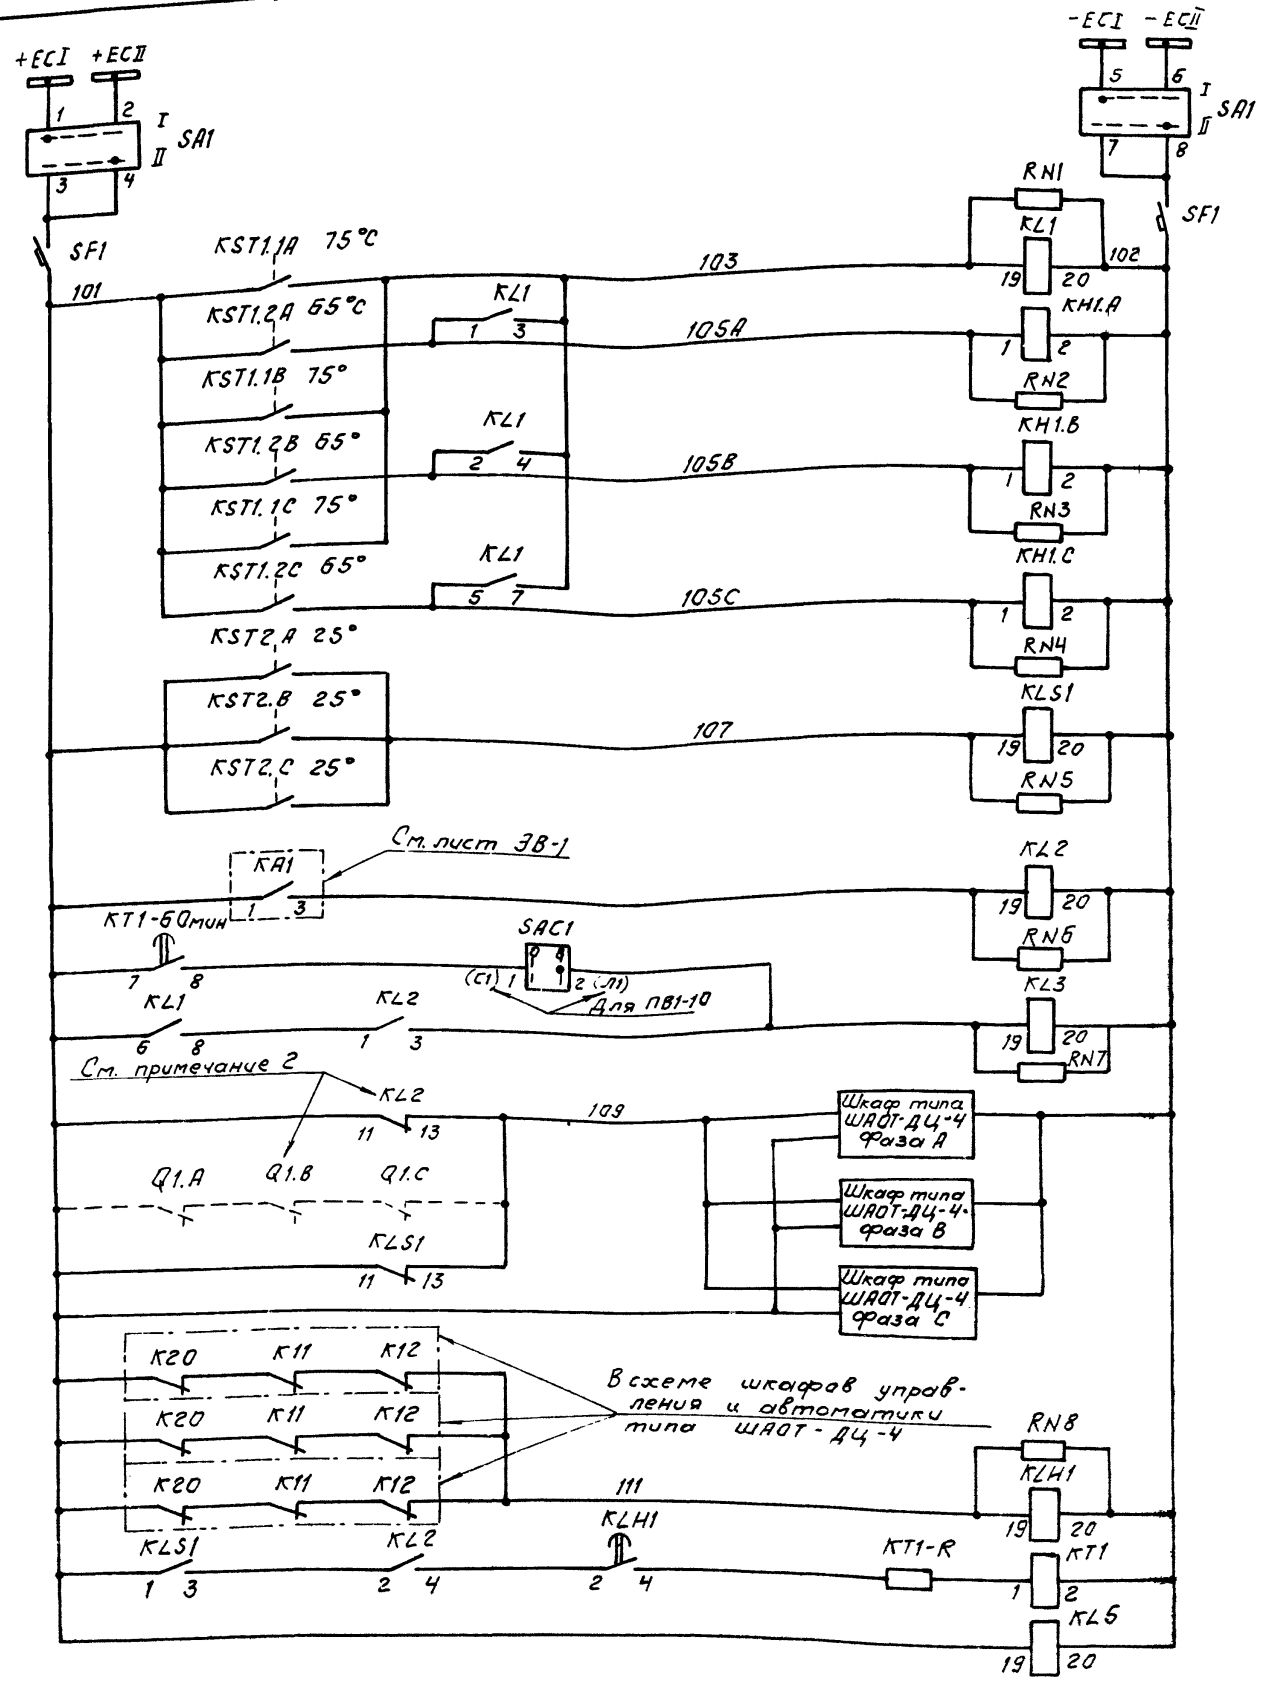 +ECI +ECII
-ECI -ECII
1 2 I
II SA1
3 4
5 6 I
II SA1
7 8
SF1
SF1
RN1
KL1
KST1.1A 75°C
101
103
19 20
102
KST1.2A 65°C
KL1
1 3
105A
KH1.A
1 2
RN2
KST1.1B 75°
KH1.B
KST1.2B 65°
KL1
2 4
105B
1 2
RN3
KST1.1C 75°
KH1.C
KST1.2C 65°
KL1
5 7
105C
1 2
RN4
KST2.A 25°
KLS1
KST2.B 25°
107
19 20
RN5
KST2.C 25°
См. лист ЭВ-1
KA1
1 3
KL2
19 20
RN6
KT1-60мин
7 8
SAC1
(С1) 1
2 (Л1)
Для ПВ1-10
KL3
KL1
6 8
KL2
1 3
19 20
RN7
См. примечание 2
KL2
11 13
109
Шкаф типа
ШАОТ-ДЦ-4
фаза А
Q1.A Q1.B Q1.C
Шкаф типа
ШАОТ-ДЦ-4
фаза В
KLS1
11 13
Шкаф типа
ШАОТ-ДЦ-4
фаза С
K20 K11 K12
K20 K11 K12
K20 K11 K12
В схеме шкафов управ-
ления и автоматики
типа ШАОТ-ДЦ-4
RN8
KLH1
111
19 20
KLS1
1 3
KL2
2 4
KLH1
2 4
KT1-R
KT1
1 2
KL5
19 20